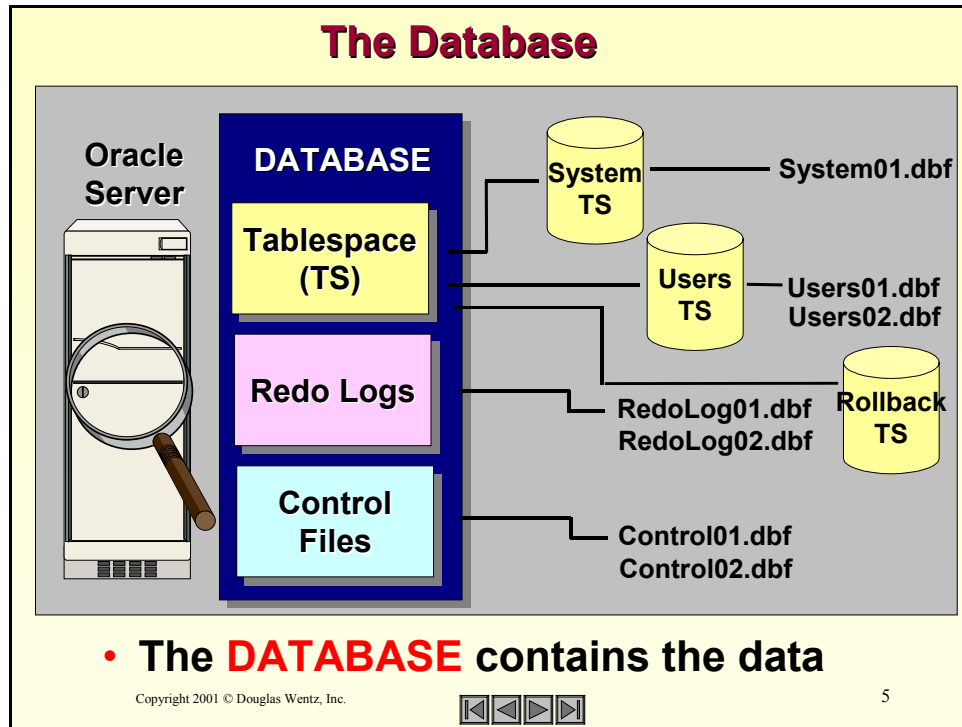 The Database
Oracle
Server
DATABASE
Tablespace
(TS)
Redo Logs
Control
Files
System
TS
System01.dbf
Users
TS
Users01.dbf
Users02.dbf
RedoLog01.dbf
RedoLog02.dbf
Rollback
TS
Control01.dbf
Control02.dbf
• The DATABASE contains the data
Copyright 2001 © Douglas Wentz, Inc.
5